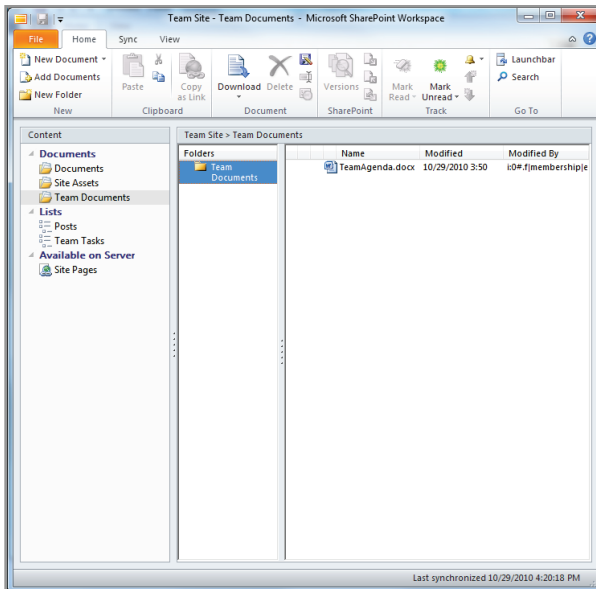 Team Site - Team Documents - Microsoft SharePoint Workspace
File Home Sync View
New Document
Add Documents
New Folder
New
Paste
Copy
as Link
Clipboard
Download Delete
Document
Versions
SharePoint
Mark
Read
Mark
Unread
Track
Launchbar
Search
Go To
Content
Documents
Documents
Site Assets
Team Documents
Lists
Posts
Team Tasks
Available on Server
Site Pages
Team Site > Team Documents
Folders
Team
Documents
Name Modified Modified By
TeamAgenda.docx 10/29/2010 3:50 i:0#.f|membership|e
Last synchronized 10/29/2010 4:20:18 PM